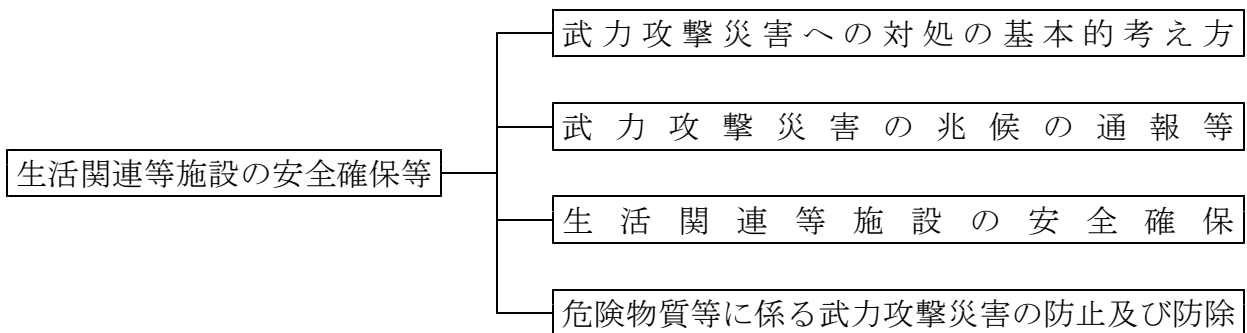 武力攻撃災害への対処の基本的考え方
武力攻撃災害の兆候の通報等
生活関連等施設の安全確保等
生活関連等施設の安全確保
危険物質等に係る武力攻撃災害の防止及び防除